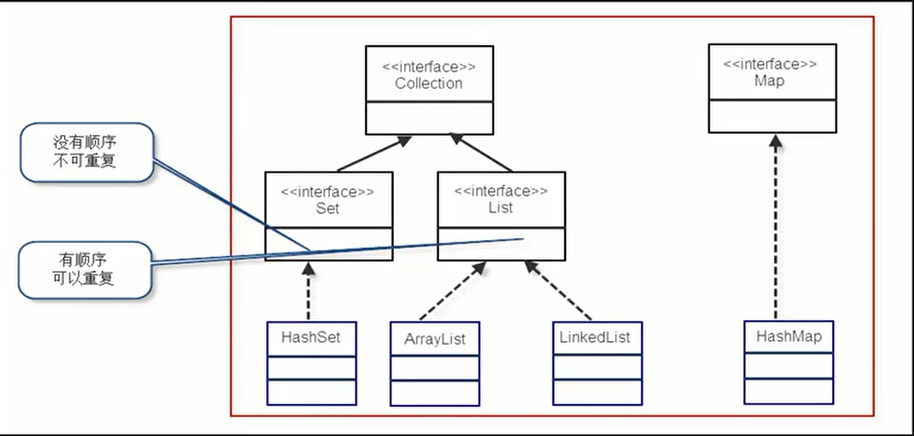 <<interface>>
Collection
<<interface>>
Map
没有顺序
不可重复
<<interface>>
Set
<<interface>>
List
有顺序
可以重复
HashSet
ArrayList
LinkedList
HashMap